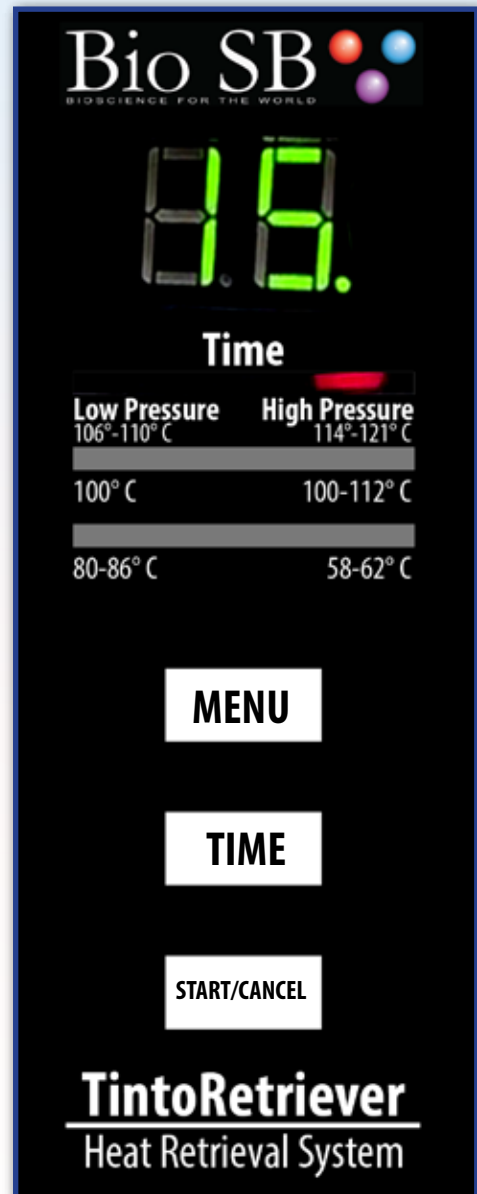 Bio SB
BIOSCIENCE FOR THE WORLD
15.
Time
Low Pressure High Pressure
106°-110° C 114°-121° C
100° C 100-112° C
80-86° C 58-62° C
MENU
TIME
START/CANCEL
TintoRetriever
Heat Retrieval System